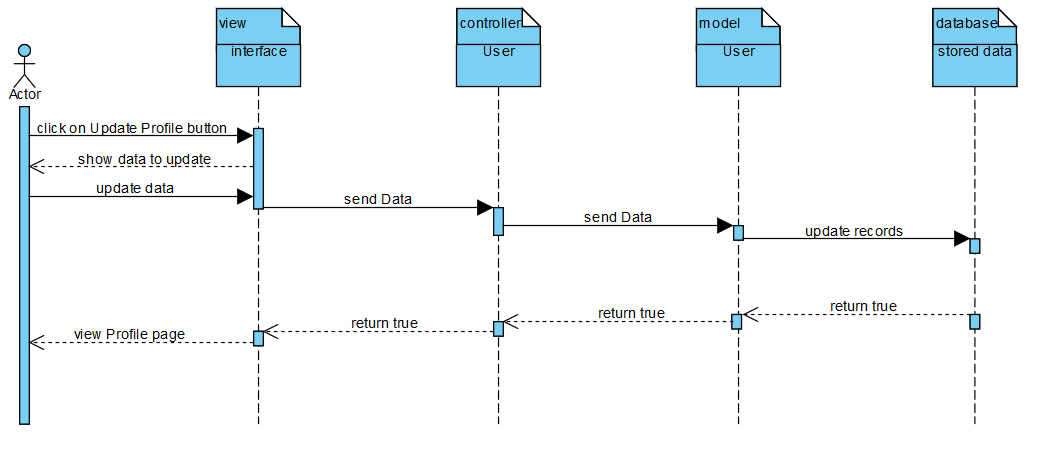 view
interface
controller
User
model
User
database
stored data
Actor
click on Update Profile button
show data to update
update data
send Data
send Data
update records
return true
return true
return true
view Profile page